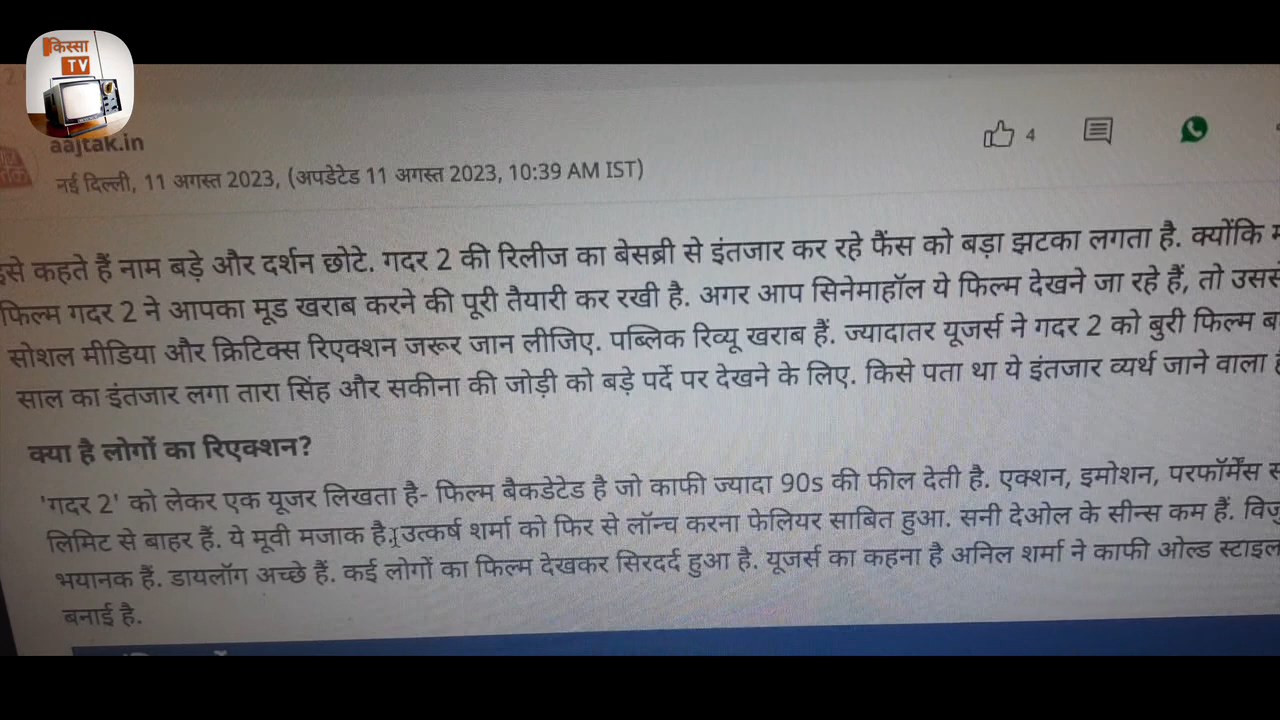 किस्सा
TV
aajtak.in
4
नई दिल्ली, 11 अगस्त 2023, (अपडेटेड 11 अगस्त 2023, 10:39 AM IST)
कहते हैं नाम बड़े और दर्शन छोटे. गदर 2 की रिलीज का बेसब्री से इंतजार कर रहे फैंस को बड़ा झटका लगता है. क्योंकि
फिल्म गदर 2 ने आपका मूड खराब करने की पूरी तैयारी कर रखी है. अगर आप सिनेमाहॉल ये फिल्म देखने जा रहे हैं, तो उससे
सोशल मीडिया और क्रिटिक्स रिएक्शन जरूर जान लीजिए. पब्लिक रिव्यू खराब हैं. ज्यादातर यूजर्स ने गदर 2 को बुरी फिल्म
साल का इंतजार लगा तारा सिंह और सकीना की जोड़ी को बड़े पर्दे पर देखने के लिए. किसे पता था ये इंतजार व्यर्थ जाने वाला
क्या है लोगों का रिएक्शन?
'गदर 2' को लेकर एक यूजर लिखता है- फिल्म बैकडेटेड है जो काफी ज्यादा 90s की फील देती है. एक्शन, इमोशन, परफॉर्मेंस
लिमिट से बाहर हैं. ये मूवी मजाक है. उत्कर्ष शर्मा को फिर से लॉन्च करना फेलियर साबित हुआ. सनी देओल के सीन्स कम हैं.
भयानक हैं. डायलॉग अच्छे हैं. कई लोगों का फिल्म देखकर सिरदर्द हुआ है. यूजर्स का कहना है अनिल शर्मा ने काफी ओल्ड स्टाइल
बनाई है.